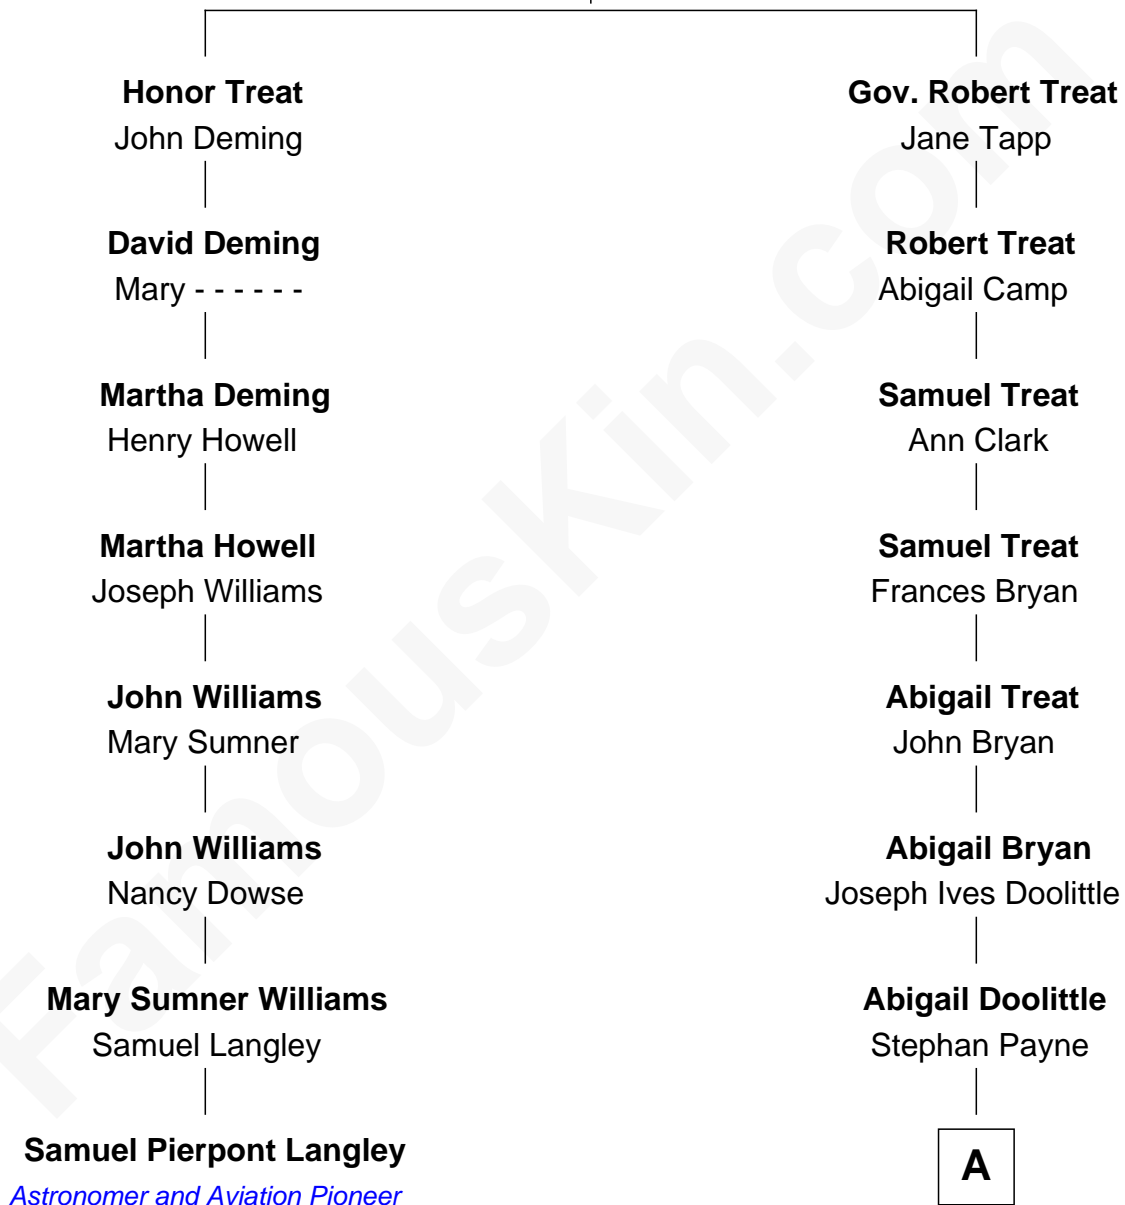 Honor Treat
John Deming
David Deming
Mary - - - - - -
Martha Deming
Henry Howell
Martha Howell
Joseph Williams
John Williams
Mary Sumner
John Williams
Nancy Dowse
Mary Sumner Williams
Samuel Langley
Samuel Pierpont Langley
Astronomer and Aviation Pioneer
Gov. Robert Treat
Jane Tapp
Robert Treat
Abigail Camp
Samuel Treat
Ann Clark
Samuel Treat
Frances Bryan
Abigail Treat
John Bryan
Abigail Bryan
Joseph Ives Doolittle
Abigail Doolittle
Stephan Payne
A
FamousKin.com